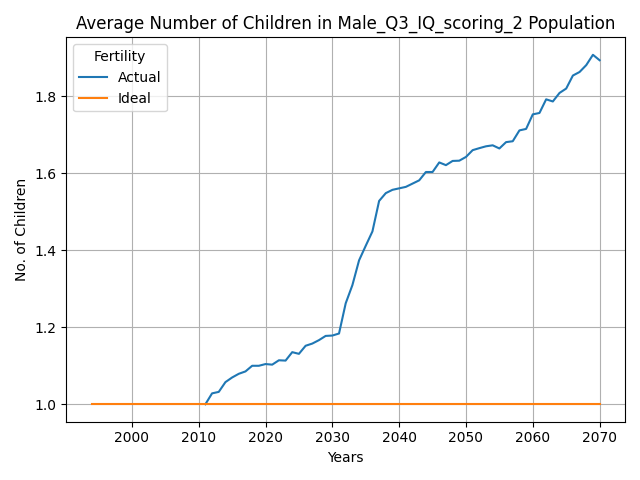 Average Number of Children in Male_Q3_IQ_scoring_2 Population
Fertility
Actual
Ideal
No. of Children
1.8
1.6
1.4
1.2
1.0
2000 2010 2020 2030 2040 2050 2060 2070
Years